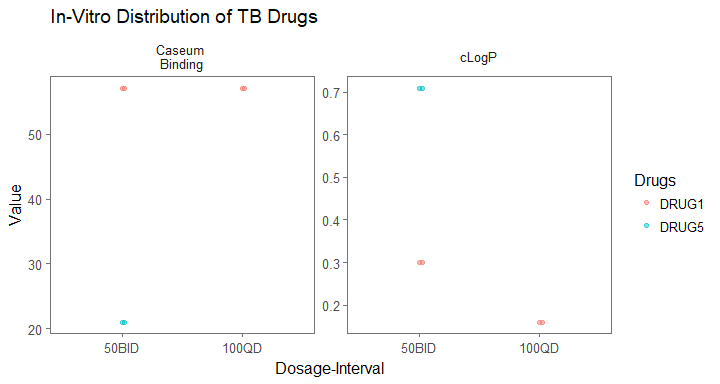 In-Vitro Distribution of TB Drugs
Caseum
Binding
cLogP
50
40
30
20
0.7
0.6
0.5
0.4
0.3
0.2
Value
50BID
100QD
50BID
100QD
Dosage-Interval
Drugs
DRUG1
DRUG5